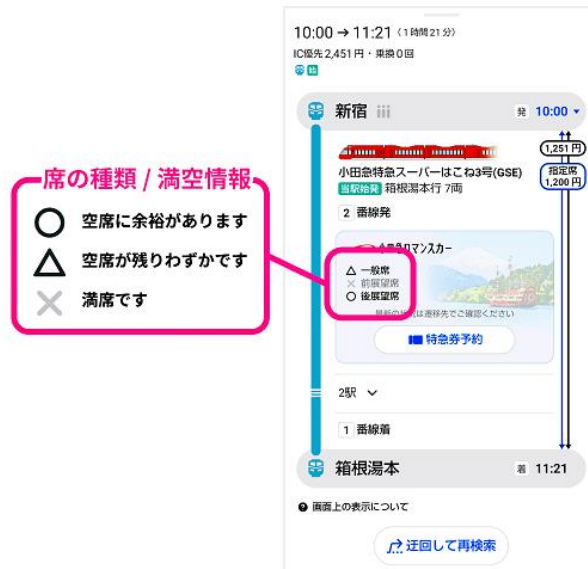 席の種類 / 満空情報
空席に余裕があります
空席が残りわずかです
満席です
10:00 → 11:21 (1時間21分)
IC優先 2,451円・乗換0回
始
新宿
発 10:00
1,251円
指定席
1,200円
小田急特急スーパーはこね3号(GSE)
当駅始発 箱根湯本行 7両
2 番線発
小田急ロマンスカー
△ 一般席
× 前展望席
○ 後展望席
最新の状況は遷移先でご確認ください
特急券予約
2駅
1 番線着
箱根湯本
着 11:21
画面上の表示について
迂回して再検索